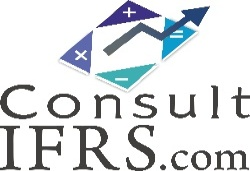 +
× −
=
Consult
IFRS.com